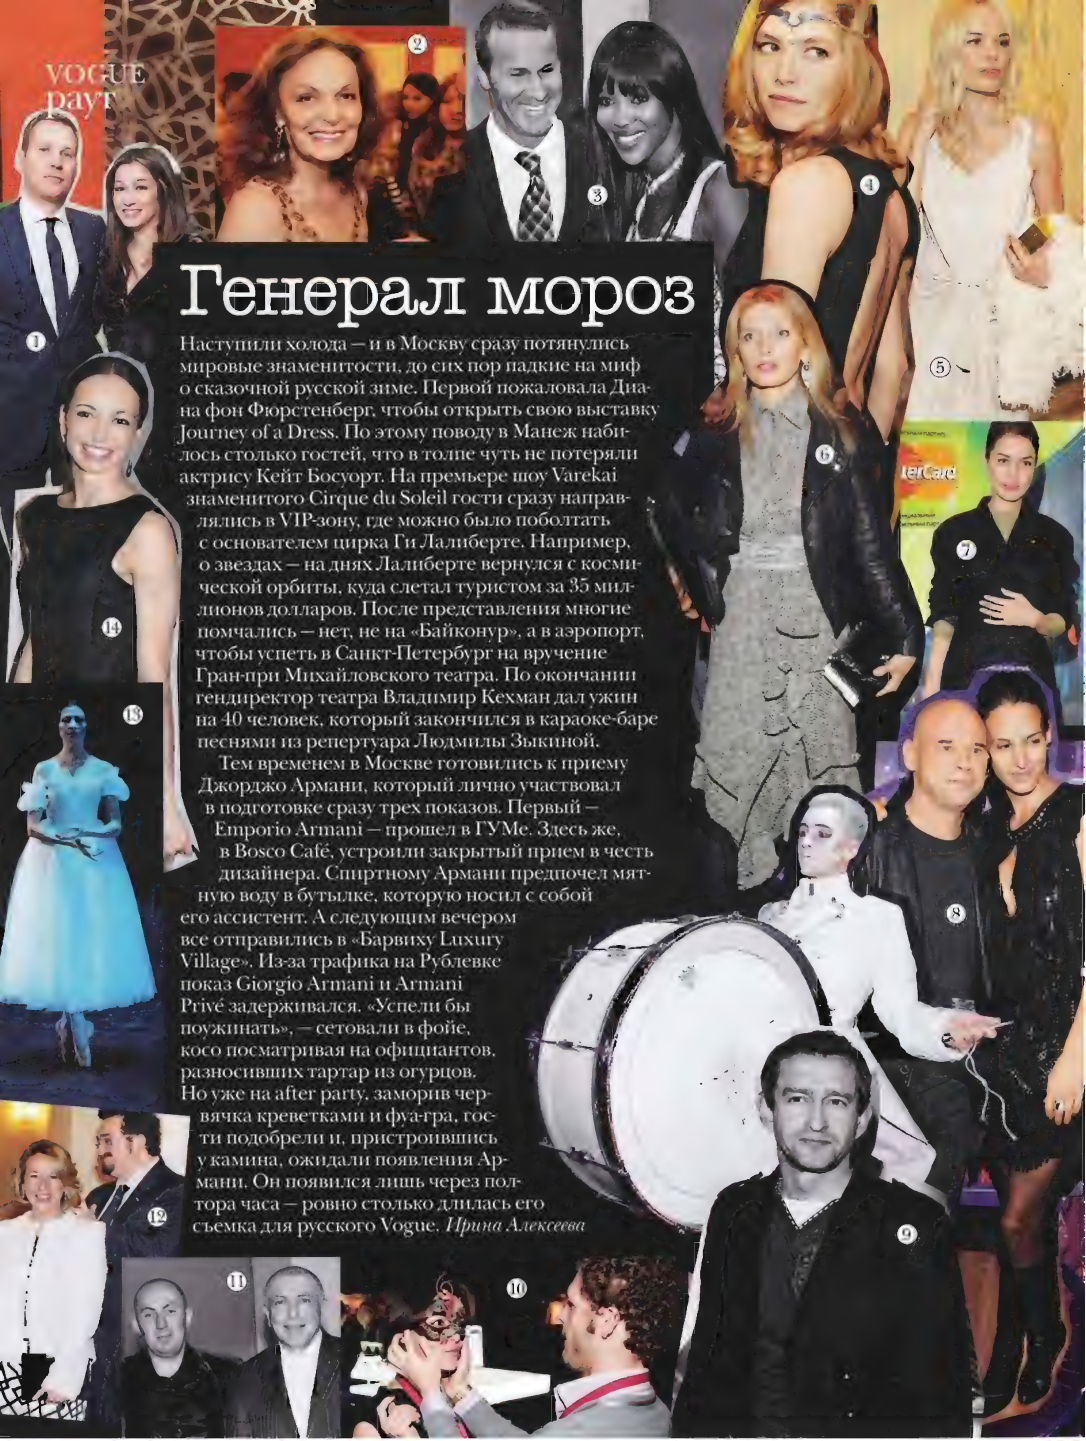 VOGUE
раут
Генерал мороз
Наступили холода — и в Москву сразу потянулись
мировые знаменитости, до сих пор падкие на миф
о сказочной русской зиме. Первой пожаловала Диа-
на фон Фюрстенберг, чтобы открыть свою выставку
Journey of a Dress. По этому поводу в Манеж наби-
лось столько гостей, что в толпе чуть не потеряли
актрису Кейт Босуорт. На премьере шоу Varekai
знаменитого Cirque du Soleil гости сразу направ-
лялись в VIP-зону, где можно было поболтать
с основателем цирка Ги Лалиберте. Например,
о звездах — на днях Лалиберте вернулся с косми-
ческой орбиты, куда слетал туристом за 35 мил-
лионов долларов. После представления многие
помчались — нет, не на «Байконур», а в аэропорт,
чтобы успеть в Санкт-Петербург на вручение
Гран-при Михайловского театра. По окончании
гендиректор театра Владимир Кехман дал ужин
на 40 человек, который закончился в караоке-баре
песнями из репертуара Людмилы Зыкиной.
Тем временем в Москве готовились к приему
Джорджо Армани, который лично участвовал
в подготовке сразу трех показов. Первый —
Emporio Armani — прошел в ГУМе. Здесь же,
в Bosco Café, устроили закрытый прием в честь
дизайнера. Спиртному Армани предпочел мят-
ную воду в бутылке, которую носил с собой
его ассистент. А следующим вечером
все отправились в «Барвиху Luxury
Village». Из-за трафика на Рублевке
показ Giorgio Armani и Armani
Privé задерживался. «Успели бы
поужинать», — сетовали в фойе,
косо посматривая на официантов,
разносивших тартар из огурцов.
Но уже на after party, заморив чер-
вячка креветками и фуа-гра, гос-
ти подобрели и, пристроившись
у камина, ожидали появления Ар-
мани. Он появился лишь через пол-
тора часа — ровно столько длилась его
съемка для русского Vogue. Ирина Алексеева
1
2
3
4
5
6
7
8
9
10
11
12
13
14
terCard